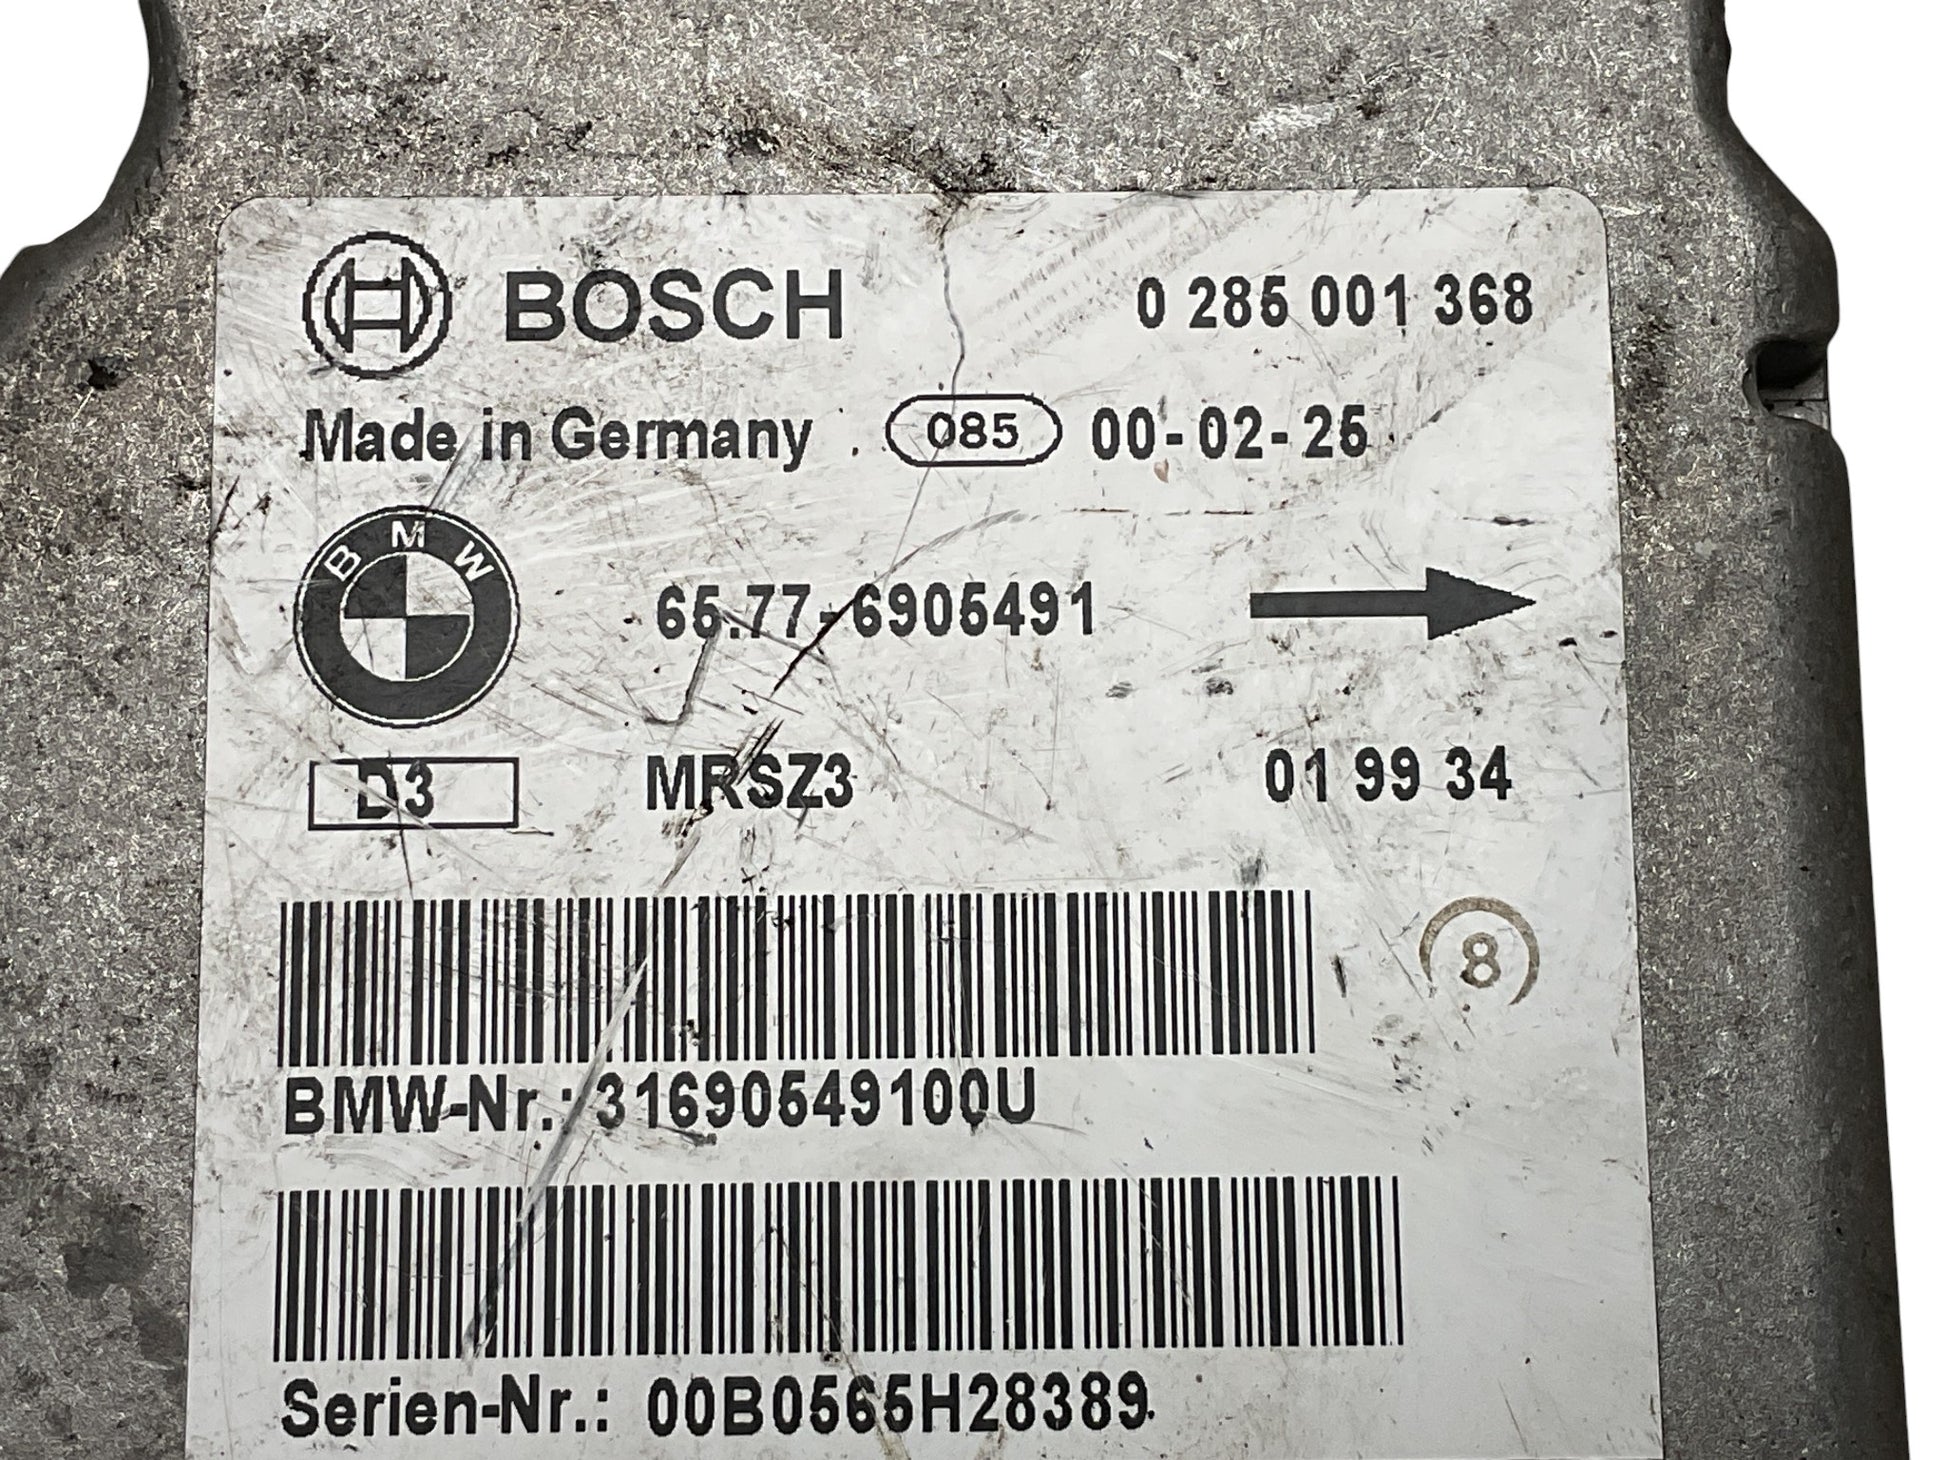 BOSCH 0 285 001 368
Made in Germany 085 00-02-25
BMW
65.77-6905491
D3 MRSZ3 01 99 34
8
BMW-Nr.: 31690549100U
Serien-Nr.: 00B0565H28389